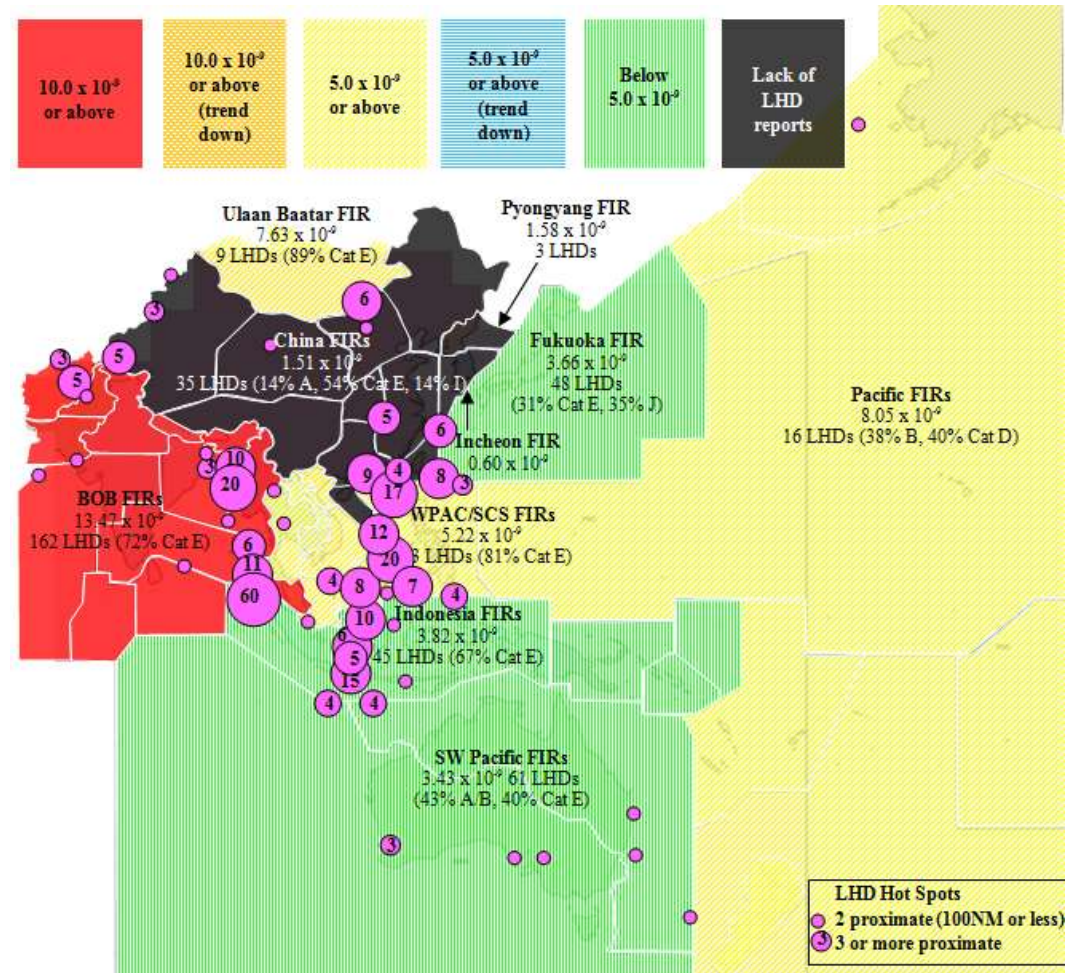 10.0 x 10⁻⁹
or above
10.0 x 10⁻⁹
or above
(trend
down)
5.0 x 10⁻⁹
or above
5.0 x 10⁻⁹
or above
(trend
down)
Below
5.0 x 10⁻⁹
Lack of
LHD
reports
Ulaan Baatar FIR
7.63 x 10⁻⁹
9 LHDs (89% Cat E)
Pyongyang FIR
1.58 x 10⁻⁹
3 LHDs
3
6
China FIRs
1.51 x 10⁻⁹
35 LHDs (14% A, 54% Cat E, 14% I)
Fukuoka FIR
3.66 x 10⁻⁹
48 LHDs
(31% Cat E, 35% J)
3
5
5
Pacific FIRs
8.05 x 10⁻⁹
16 LHDs (38% B, 40% Cat D)
5
6
Incheon FIR
0.60 x 10⁻⁹
3
10
20
9
4
17
8
3
BOB FIRs
13.47 x 10⁻⁹
162 LHDs (72% Cat E)
WPAC/SCS FIRs
5.22 x 10⁻⁹
3 LHDs (81% Cat E)
12
20
6
11
60
4
8
7
4
Indonesia FIRs
3.82 x 10⁻⁹
45 LHDs (67% Cat E)
10
6
5
15
4
4
SW Pacific FIRs
3.43 x 10⁻⁹ 61 LHDs
(43% A/B, 40% Cat E)
3
LHD Hot Spots
2 proximate (100NM or less)
3
3 or more proximate